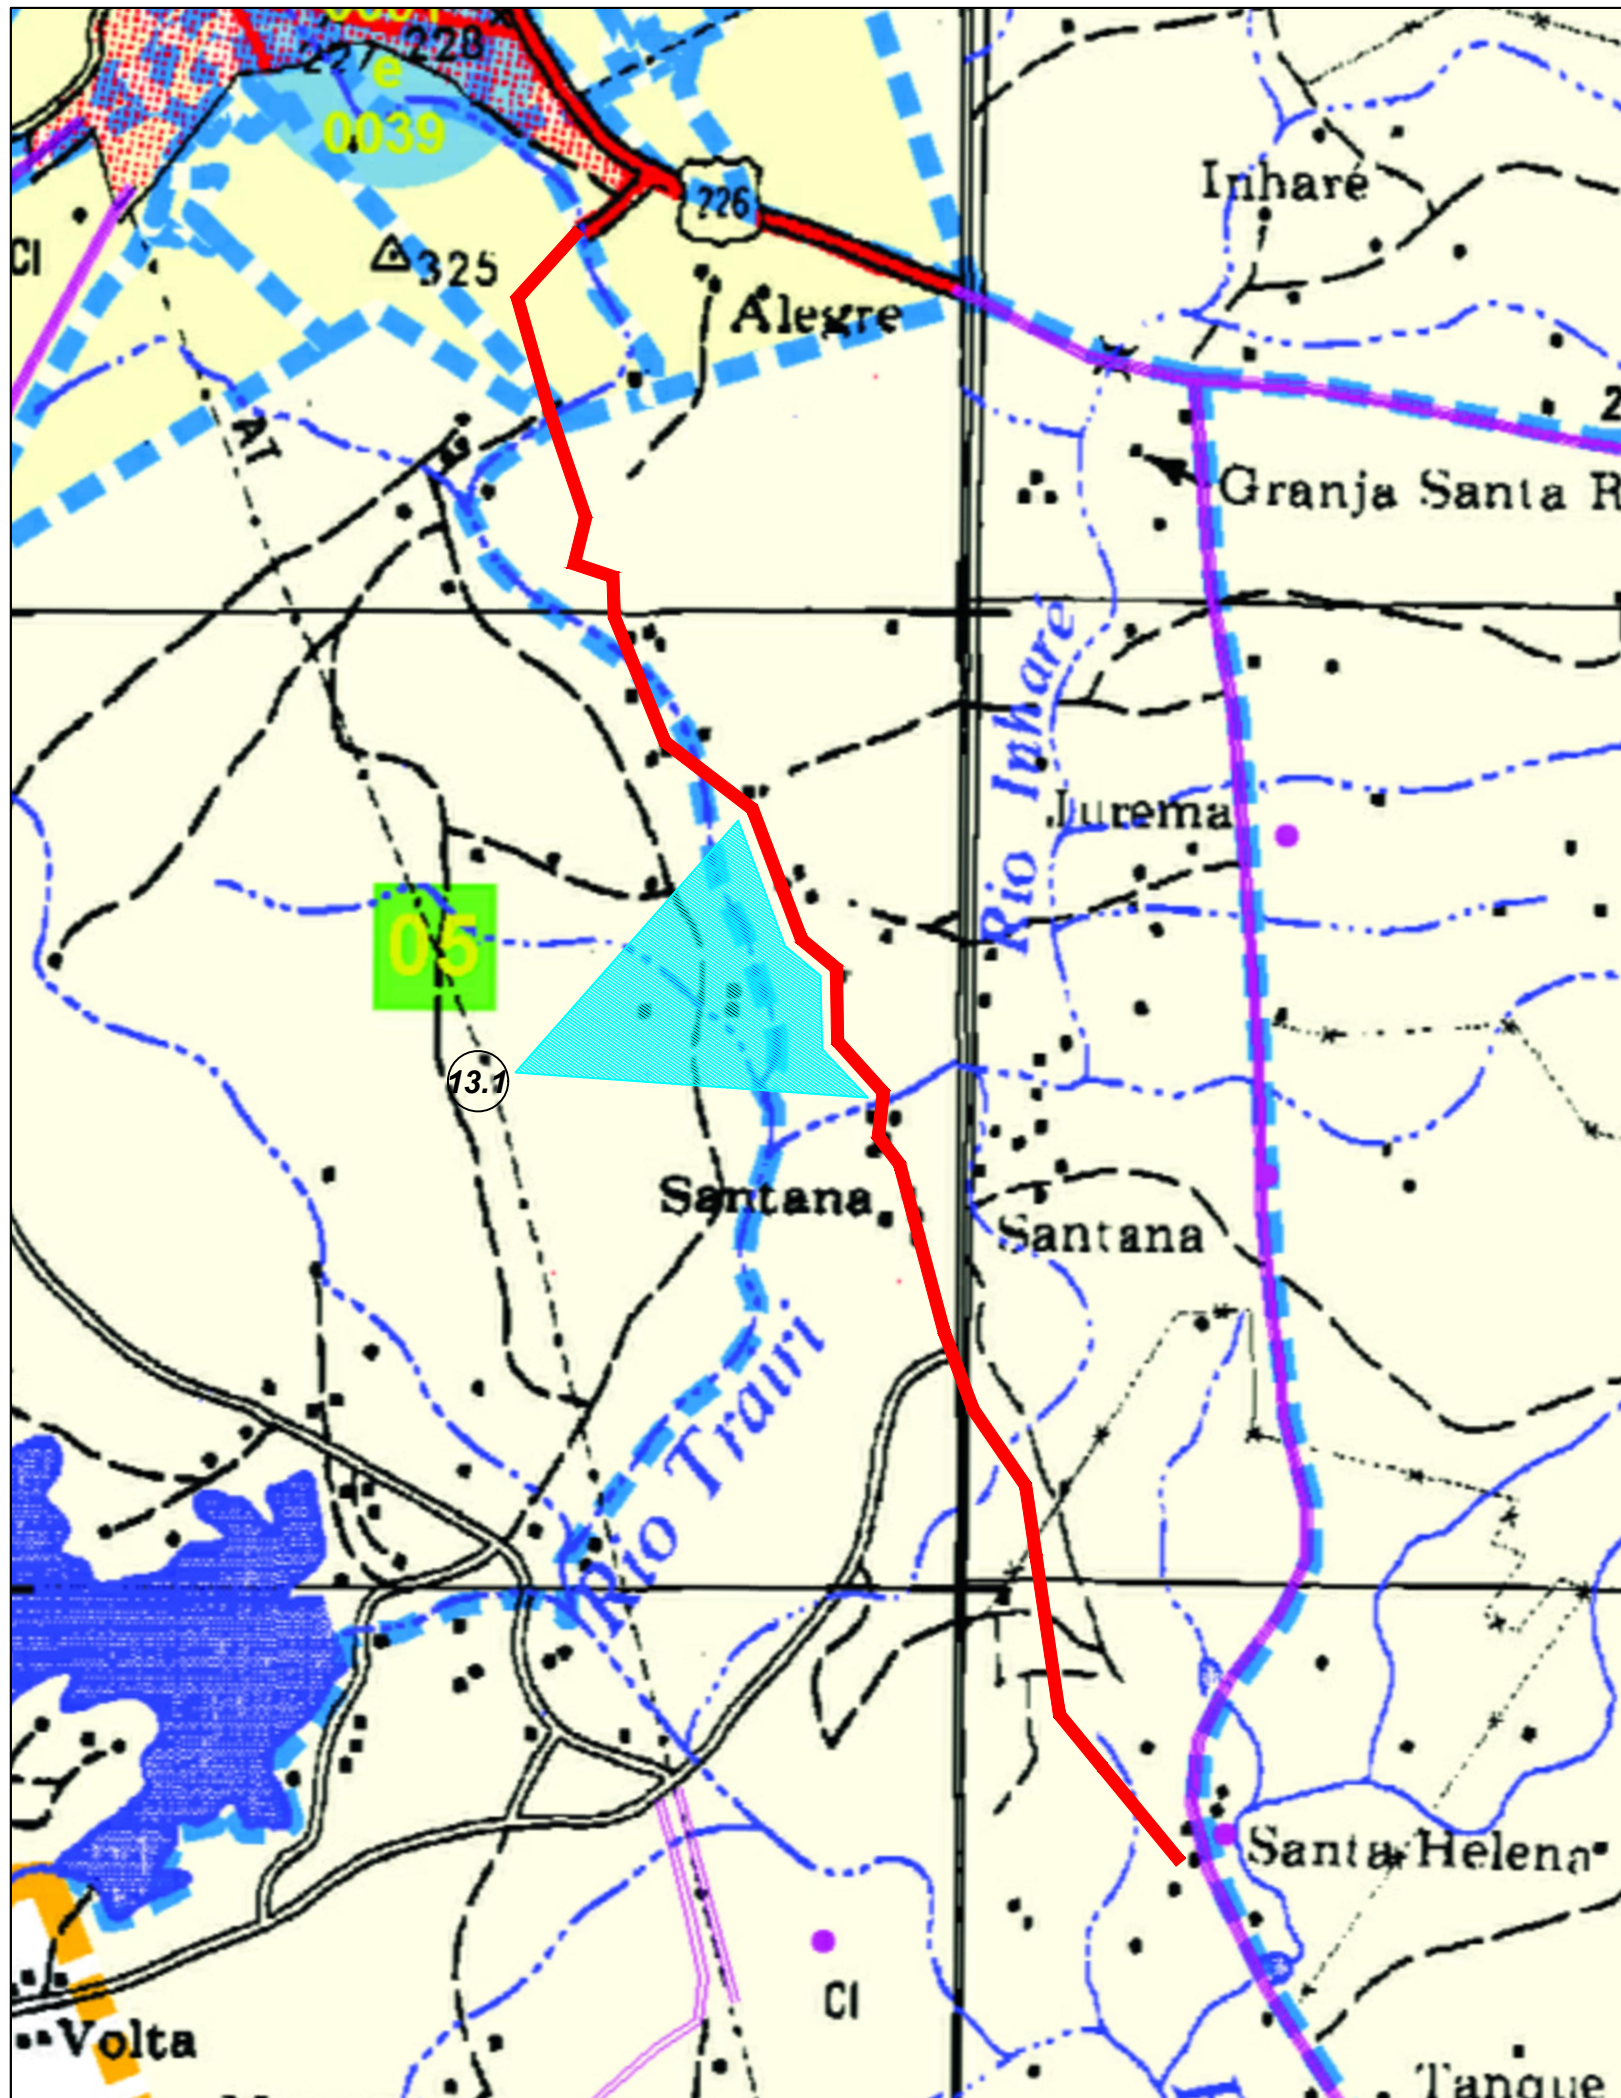 227
228
e
0039
226
Inharé
CI
325
Alegre
AT
Granja Santa R
Rio Inharé
Jurema
05
13.1
Santana
Santana
Rio Trairi
Santa Helena
CI
Volta
Tanque